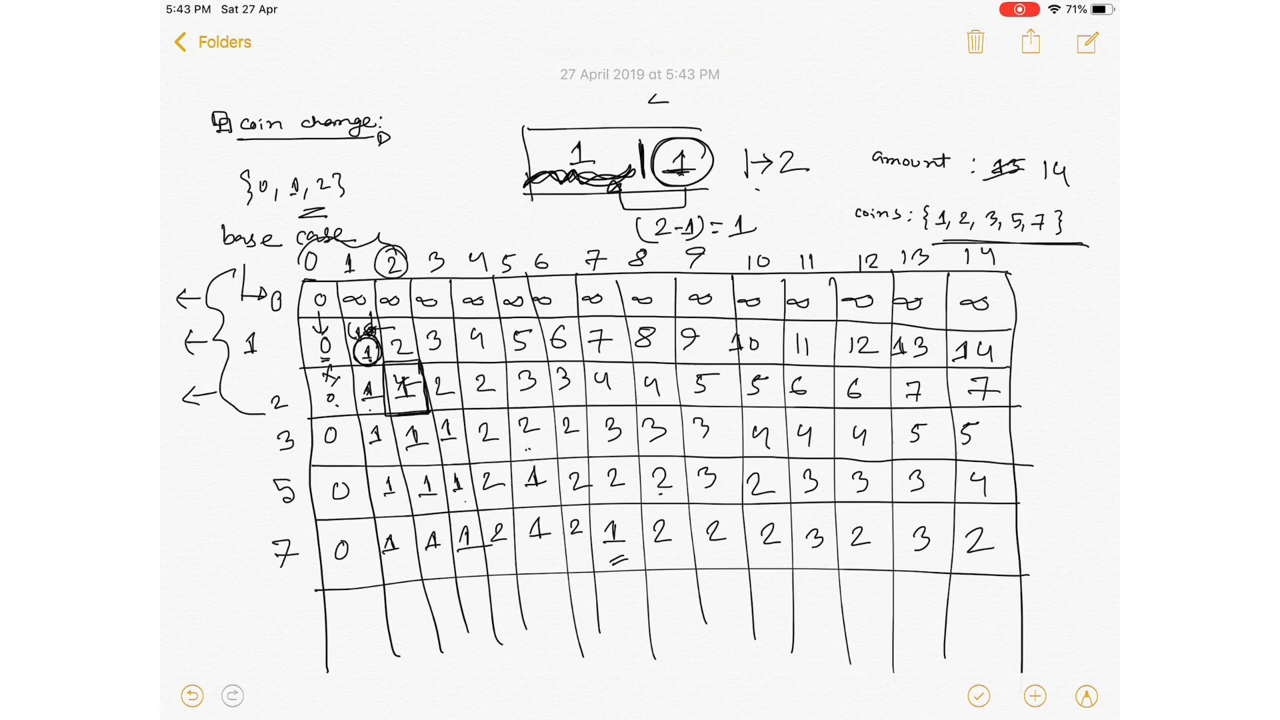 5:43 PM Sat 27 Apr 71%
Folders
27 April 2019 at 5:43 PM
coin change:
1 | 1 1→2
amount : 15 14
{0, 1, 2}
coins: {1, 2, 3, 5, 7}
(2-1) = 1
base case
0 1 2 3 4 5 6 7 8 9 10 11 12 13 14
0 0 ∞ ∞ ∞ ∞ ∞ ∞ ∞ ∞ ∞ ∞ ∞ ∞ ∞ ∞
1 0 1 2 3 4 5 6 7 8 9 10 11 12 13 14
2 0 1 1 2 2 3 3 4 4 5 5 6 6 7 7
3 0 1 1 1 2 2 2 3 3 3 4 4 4 5 5
5 0 1 1 1 2 1 2 2 2 3 2 3 3 3 4
7 0 1 1 1 2 1 2 1 2 2 2 3 2 3 2